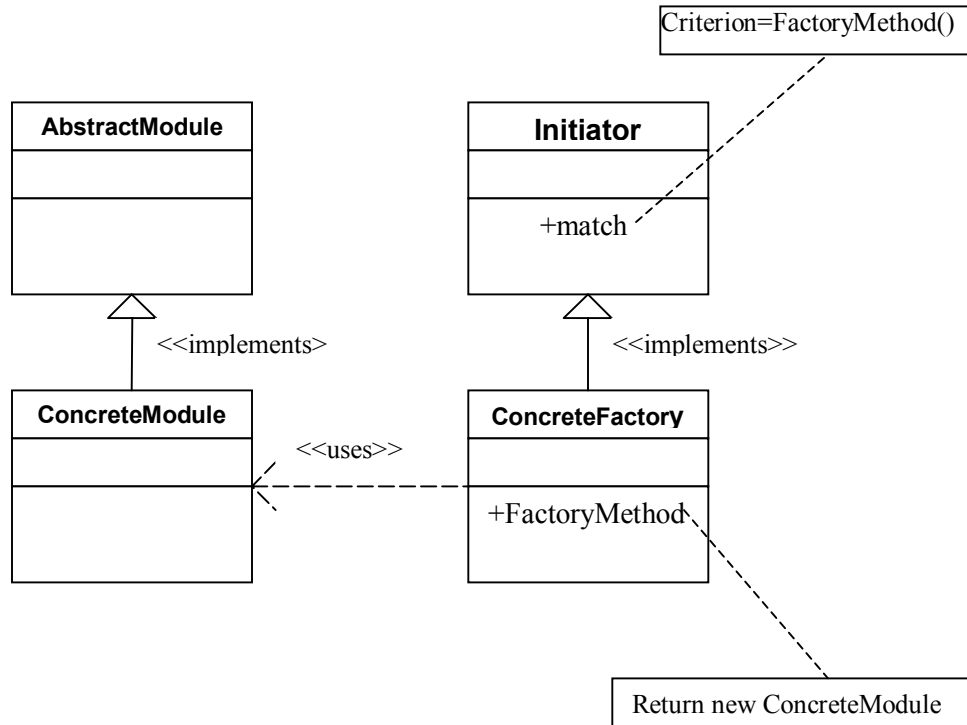 Criterion=FactoryMethod()
AbstractModule
Initiator
+match
<<implements>
<<implements>>
ConcreteModule
ConcreteFactory
<<uses>>
+FactoryMethod
Return new ConcreteModule